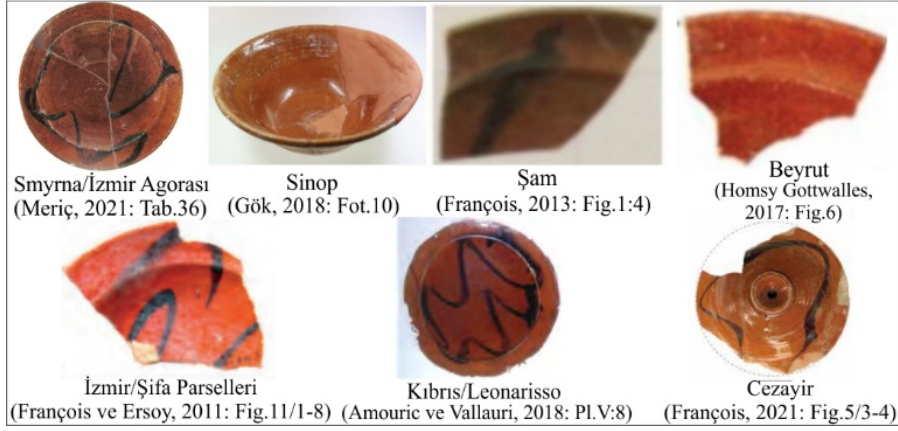 Smyrna/İzmir Agorası
(Meriç, 2021: Tab.36)
Sinop
(Gök, 2018: Fot.10)
Şam
(François, 2013: Fig.1:4)
Beyrut
(Homsy Gottwalles,
2017: Fig.6)
İzmir/Şifa Parselleri
(François ve Ersoy, 2011: Fig.11/1-8)
Kıbrıs/Leonarisso
(Amouric ve Vallauri, 2018: Pl.V:8)
Cezayir
(François, 2021: Fig.5/3-4)